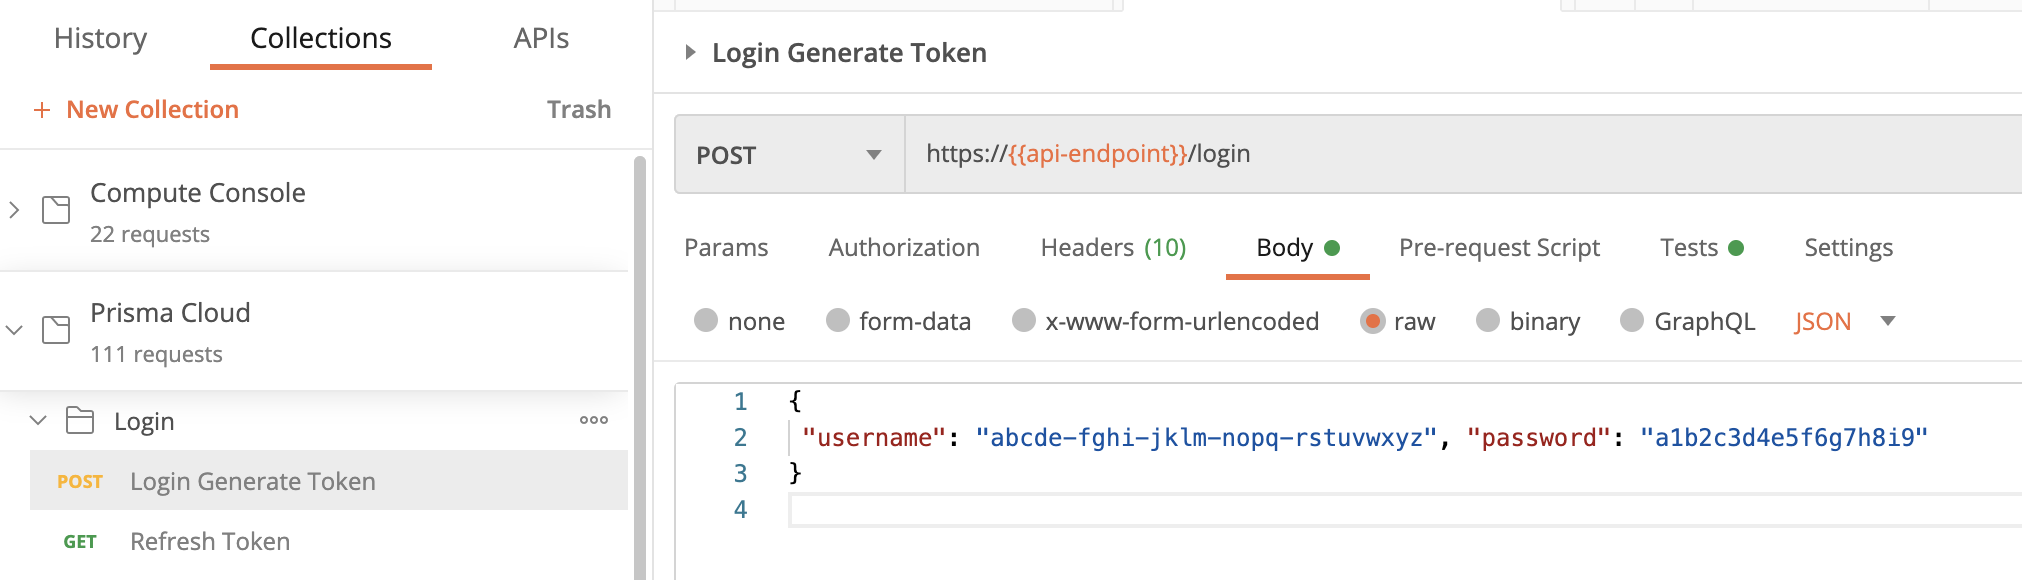 History Collections APIs
+ New Collection Trash
Compute Console
22 requests
Prisma Cloud
111 requests
Login
POST Login Generate Token
GET Refresh Token
Login Generate Token
POST https://{{api-endpoint}}/login
Params Authorization Headers (10) Body Pre-request Script Tests Settings
none form-data x-www-form-urlencoded raw binary GraphQL JSON
1 {
2 "username": "abcde-fghi-jklm-nopq-rstuvwxyz", "password": "a1b2c3d4e5f6g7h8i9"
3 }
4